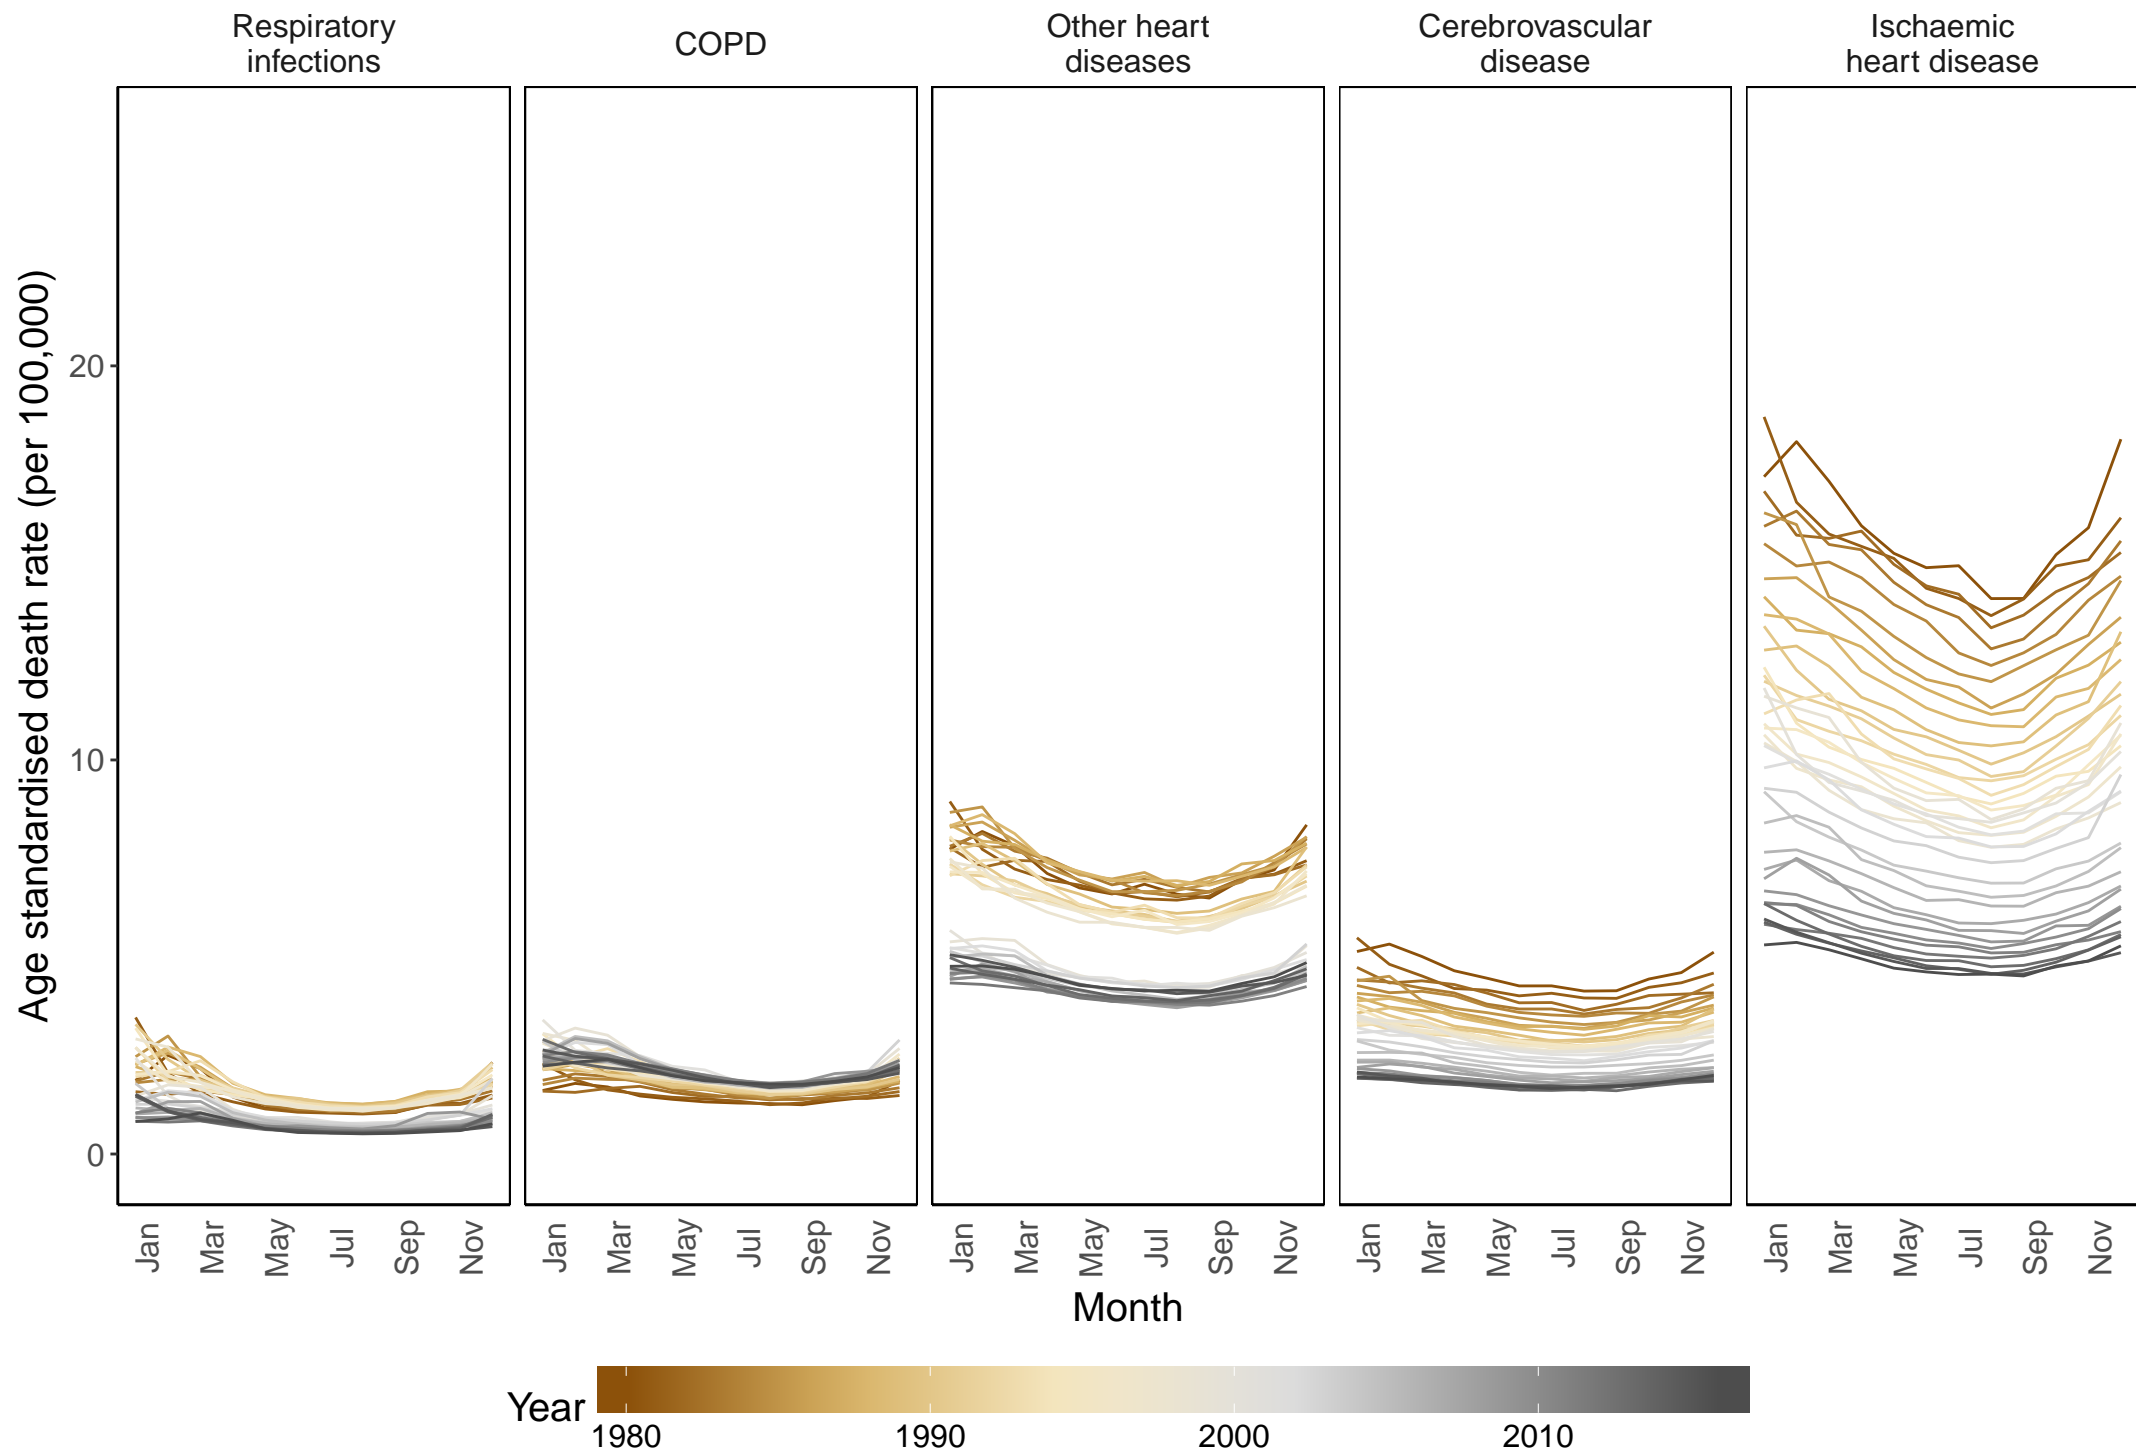 Respiratory
infections
COPD
Other heart
diseases
Cerebrovascular
disease
Ischaemic
heart disease
Age standardised death rate (per 100,000)
20
10
0
Jan Mar May Jul Sep Nov Jan Mar May Jul Sep Nov Jan Mar May Jul Sep Nov Jan Mar May Jul Sep Nov Jan Mar May Jul Sep Nov
Month
Year
1980 1990 2000 2010